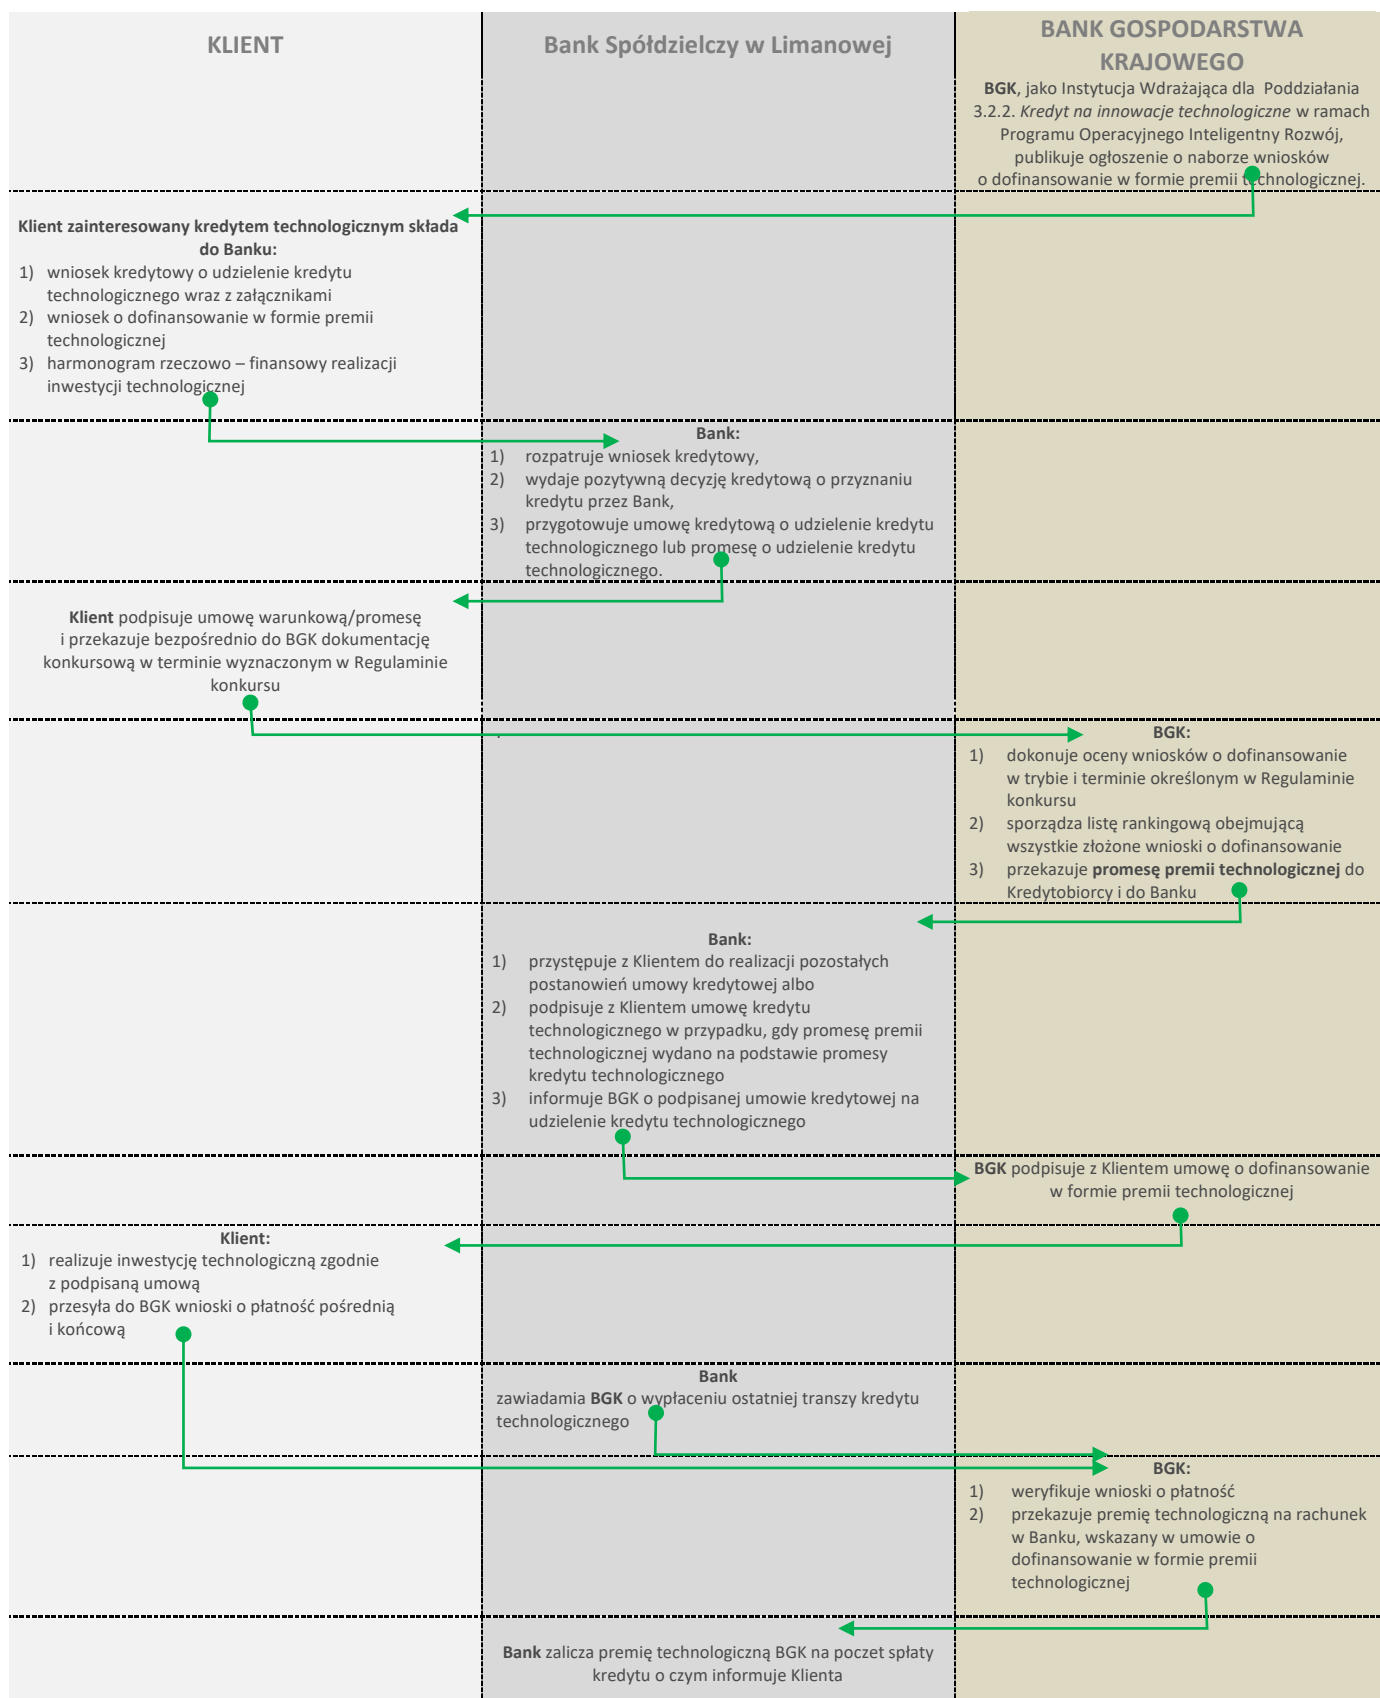 KLIENT
Bank Spółdzielczy w Limanowej
BANK GOSPODARSTWA
KRAJOWEGO
BGK, jako Instytucja Wdrażająca dla Poddziałania
3.2.2. Kredyt na innowacje technologiczne w ramach
Programu Operacyjnego Inteligentny Rozwój,
publikuje ogłoszenie o naborze wniosków
o dofinansowanie w formie premii technologicznej.
Klient zainteresowany kredytem technologicznym składa
do Banku:
1) wniosek kredytowy o udzielenie kredytu
technologicznego wraz z załącznikami
2) wniosek o dofinansowanie w formie premii
technologicznej
3) harmonogram rzeczowo – finansowy realizacji
inwestycji technologicznej
Bank:
1) rozpatruje wniosek kredytowy,
2) wydaje pozytywną decyzję kredytową o przyznaniu
kredytu przez Bank,
3) przygotowuje umowę kredytową o udzielenie kredytu
technologicznego lub promesę o udzielenie kredytu
technologicznego.
Klient podpisuje umowę warunkową/promesę
i przekazuje bezpośrednio do BGK dokumentację
konkursową w terminie wyznaczonym w Regulaminie
konkursu
BGK:
1) dokonuje oceny wniosków o dofinansowanie
w trybie i terminie określonym w Regulaminie
konkursu
2) sporządza listę rankingową obejmującą
wszystkie złożone wnioski o dofinansowanie
3) przekazuje promesę premii technologicznej do
Kredytobiorcy i do Banku
Bank:
1) przystępuje z Klientem do realizacji pozostałych
postanowień umowy kredytowej albo
2) podpisuje z Klientem umowę kredytu
technologicznego w przypadku, gdy promesę premii
technologicznej wydano na podstawie promesy
kredytu technologicznego
3) informuje BGK o podpisanej umowie kredytowej na
udzielenie kredytu technologicznego
BGK podpisuje z Klientem umowę o dofinansowanie
w formie premii technologicznej
Klient:
1) realizuje inwestycję technologiczną zgodnie
z podpisaną umową
2) przesyła do BGK wnioski o płatność pośrednią
i końcową
Bank
zawiadamia BGK o wypłaceniu ostatniej transzy kredytu
technologicznego
BGK:
1) weryfikuje wnioski o płatność
2) przekazuje premię technologiczną na rachunek
w Banku, wskazany w umowie o
dofinansowanie w formie premii
technologicznej
Bank zalicza premię technologiczną BGK na poczet spłaty
kredytu o czym informuje Klienta